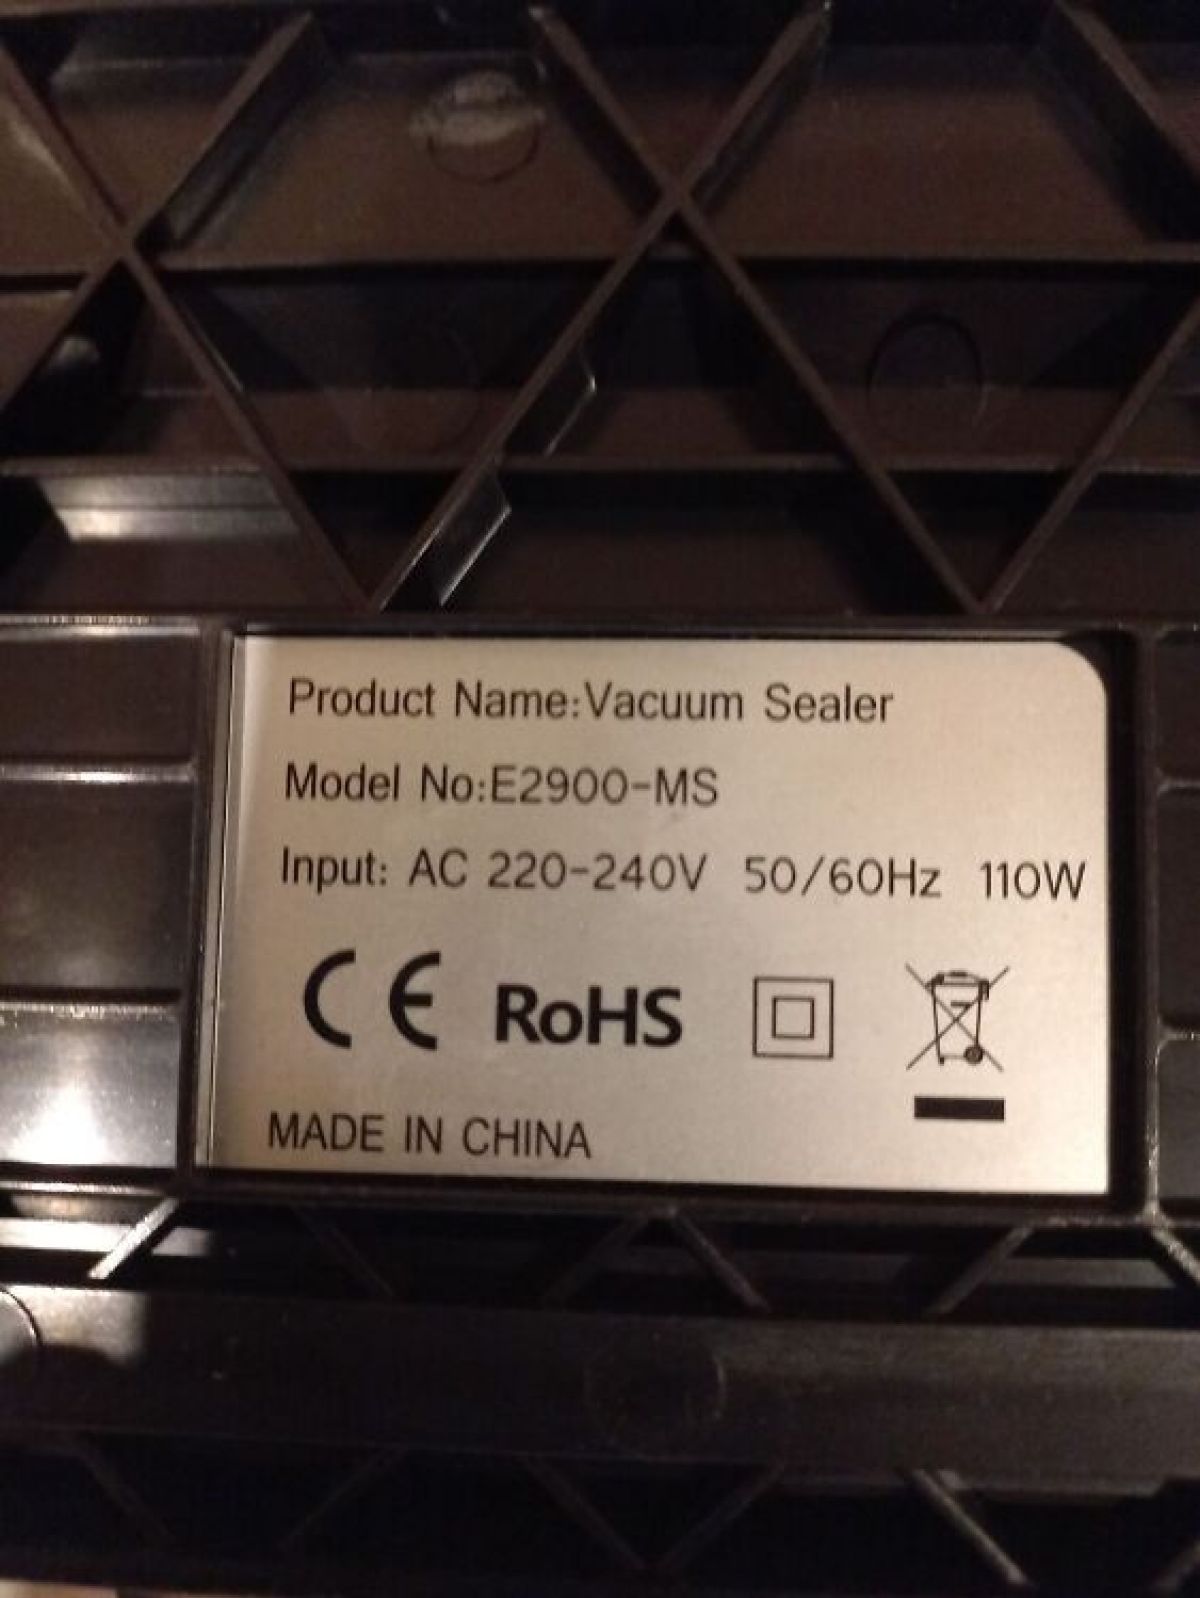 Product Name:Vacuum Sealer
Model No:E2900-MS
Input: AC 220-240V 50/60Hz 110W
CE RoHS
MADE IN CHINA